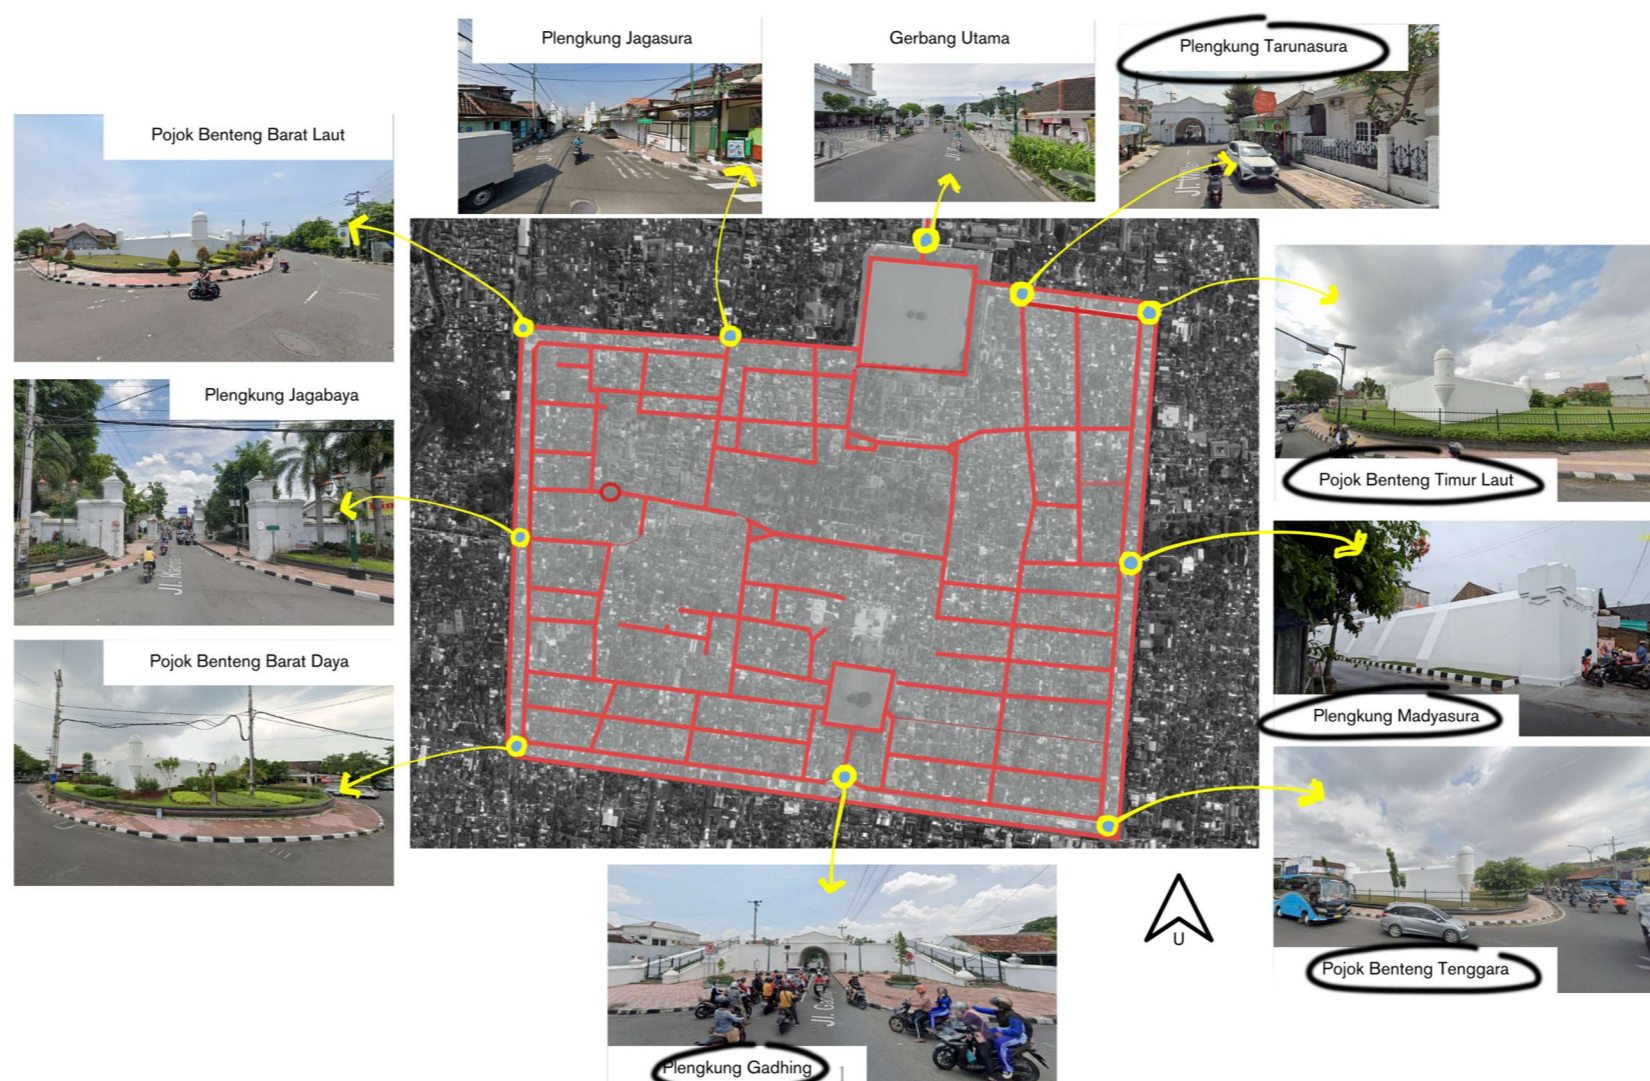 Plengkung Jagasura
Gerbang Utama
Plengkung Tarunasura
Pojok Benteng Barat Laut
Plengkung Jagabaya
Pojok Benteng Timur Laut
Plengkung Madyasura
Pojok Benteng Barat Daya
Pojok Benteng Tenggara
U
Plengkung Gadhing